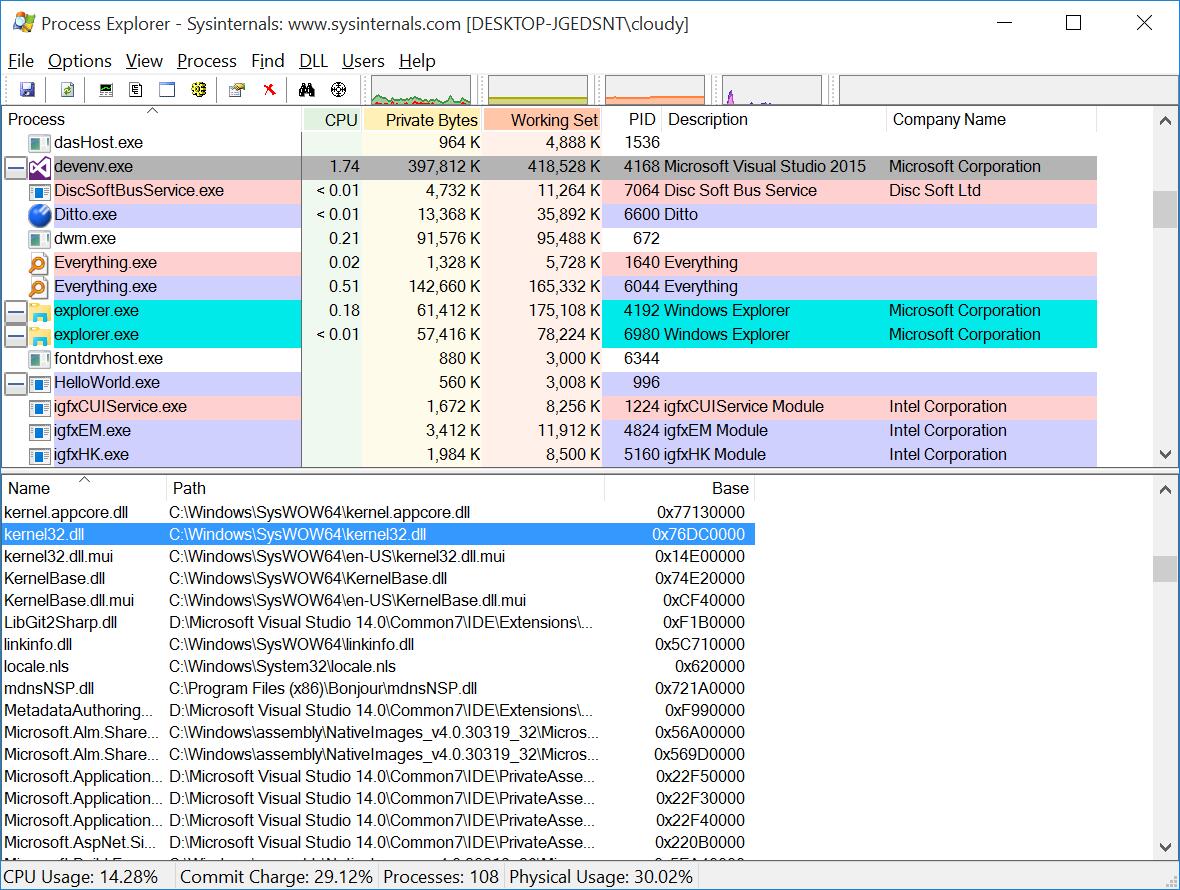 Process Explorer - Sysinternals: www.sysinternals.com [DESKTOP-JGEDSNT\cloudy]
File Options View Process Find DLL Users Help
Process CPU Private Bytes Working Set PID Description Company Name
dasHost.exe 964 K 4,888 K 1536
devenv.exe 1.74 397,812 K 418,528 K 4168 Microsoft Visual Studio 2015 Microsoft Corporation
DiscSoftBusService.exe < 0.01 4,732 K 11,264 K 7064 Disc Soft Bus Service Disc Soft Ltd
Ditto.exe < 0.01 13,368 K 35,892 K 6600 Ditto
dwm.exe 0.21 91,576 K 95,488 K 672
Everything.exe 0.02 1,328 K 5,728 K 1640 Everything
Everything.exe 0.51 142,660 K 165,332 K 6044 Everything
explorer.exe 0.18 61,412 K 175,108 K 4192 Windows Explorer Microsoft Corporation
explorer.exe < 0.01 57,416 K 78,224 K 6980 Windows Explorer Microsoft Corporation
fontdrvhost.exe 880 K 3,000 K 6344
HelloWorld.exe 560 K 3,008 K 996
igfxCUIService.exe 1,672 K 8,256 K 1224 igfxCUIService Module Intel Corporation
igfxEM.exe 3,412 K 11,912 K 4824 igfxEM Module Intel Corporation
igfxHK.exe 1,984 K 8,500 K 5160 igfxHK Module Intel Corporation
Name Path Base
kernel.appcore.dll C:\Windows\SysWOW64\kernel.appcore.dll 0x77130000
kernel32.dll C:\Windows\SysWOW64\kernel32.dll 0x76DC0000
kernel32.dll.mui C:\Windows\SysWOW64\en-US\kernel32.dll.mui 0x14E00000
KernelBase.dll C:\Windows\SysWOW64\KernelBase.dll 0x74E20000
KernelBase.dll.mui C:\Windows\SysWOW64\en-US\KernelBase.dll.mui 0xCF40000
LibGit2Sharp.dll D:\Microsoft Visual Studio 14.0\Common7\IDE\Extensions\... 0xF1B0000
linkinfo.dll C:\Windows\SysWOW64\linkinfo.dll 0x5C710000
locale.nls C:\Windows\System32\locale.nls 0x620000
mdnsNSP.dll C:\Program Files (x86)\Bonjour\mdnsNSP.dll 0x721A0000
MetadataAuthoring... D:\Microsoft Visual Studio 14.0\Common7\IDE\Extensions\... 0xF990000
Microsoft.Alm.Share... C:\Windows\assembly\NativeImages_v4.0.30319_32\Micros... 0x56A00000
Microsoft.Alm.Share... C:\Windows\assembly\NativeImages_v4.0.30319_32\Micros... 0x569D0000
Microsoft.Application... D:\Microsoft Visual Studio 14.0\Common7\IDE\PrivateAsse... 0x22F50000
Microsoft.Application... D:\Microsoft Visual Studio 14.0\Common7\IDE\PrivateAsse... 0x22F30000
Microsoft.Application... D:\Microsoft Visual Studio 14.0\Common7\IDE\PrivateAsse... 0x22F40000
Microsoft.AspNet.Si... D:\Microsoft Visual Studio 14.0\Common7\IDE\PrivateAsse... 0x220B0000
CPU Usage: 14.28% Commit Charge: 29.12% Processes: 108 Physical Usage: 30.02%